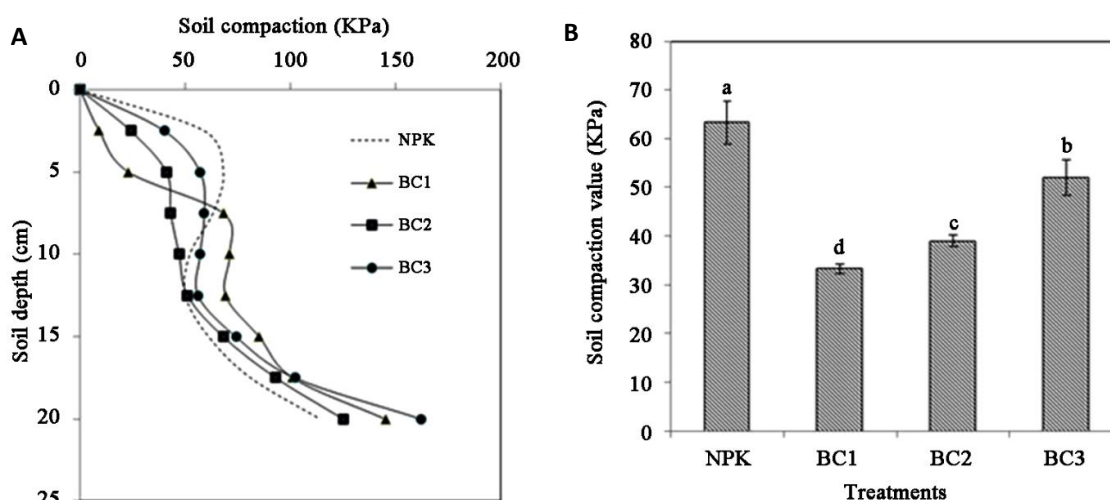 A
Soil compaction (KPa)
0 50 100 150 200
0
5
10
15
20
25
Soil depth (cm)
NPK
BC1
BC2
BC3
B
80
70
60
50
40
30
20
10
0
Soil compaction value (KPa)
a
d
c
b
NPK BC1 BC2 BC3
Treatments